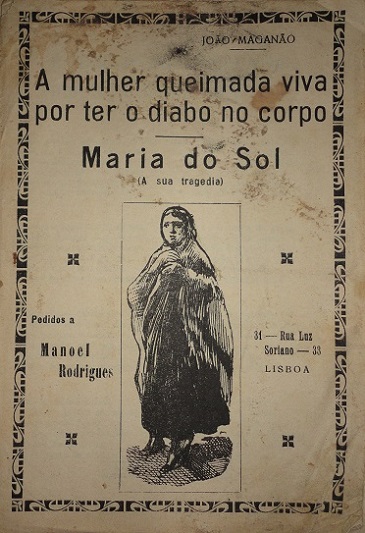 JOÃO MAGANÃO
A mulher queimada viva
por ter o diabo no corpo
Maria do Sol
(A sua tragedia)
Pedidos a
Manoel
Rodrigues
31 — Rua Luz
Soriano — 33
LISBOA